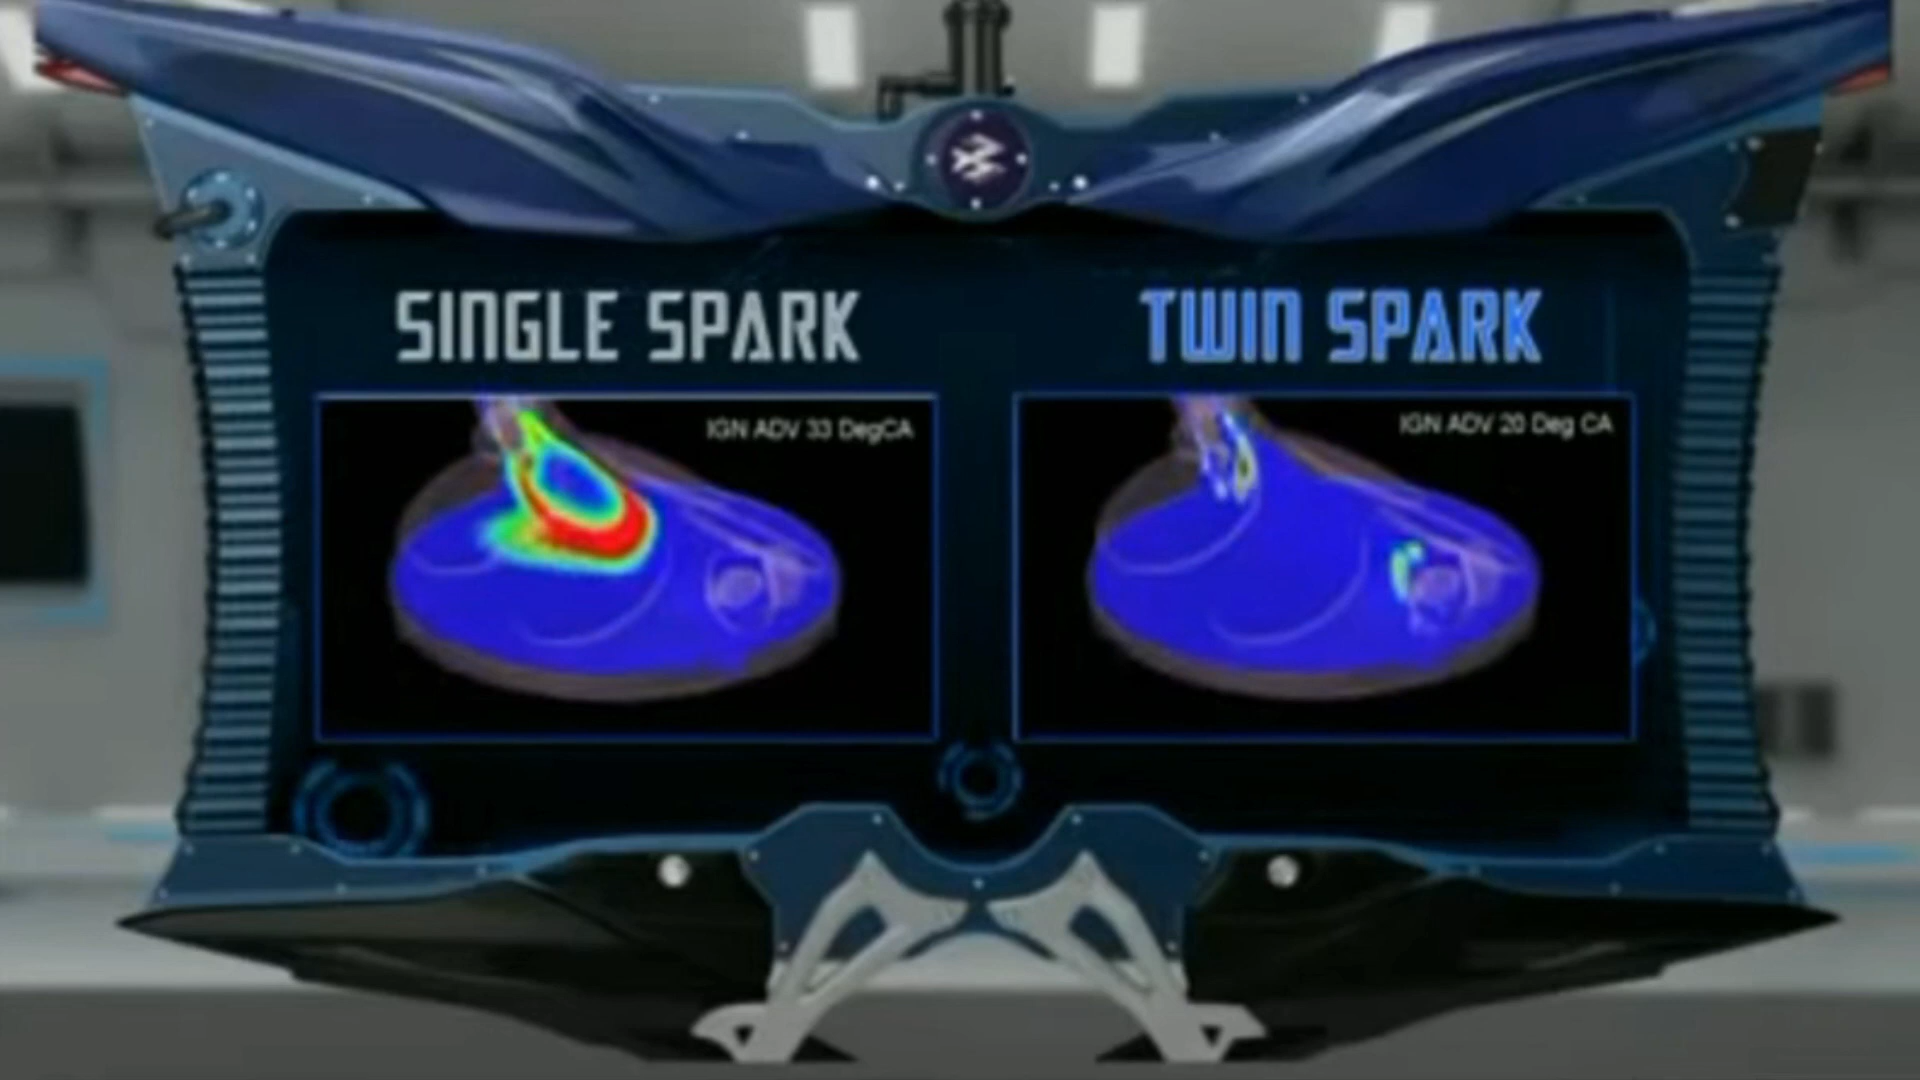 SINGLE SPARK
TWIN SPARK
IGN ADV 33 DegCA
IGN ADV 20 Deg CA